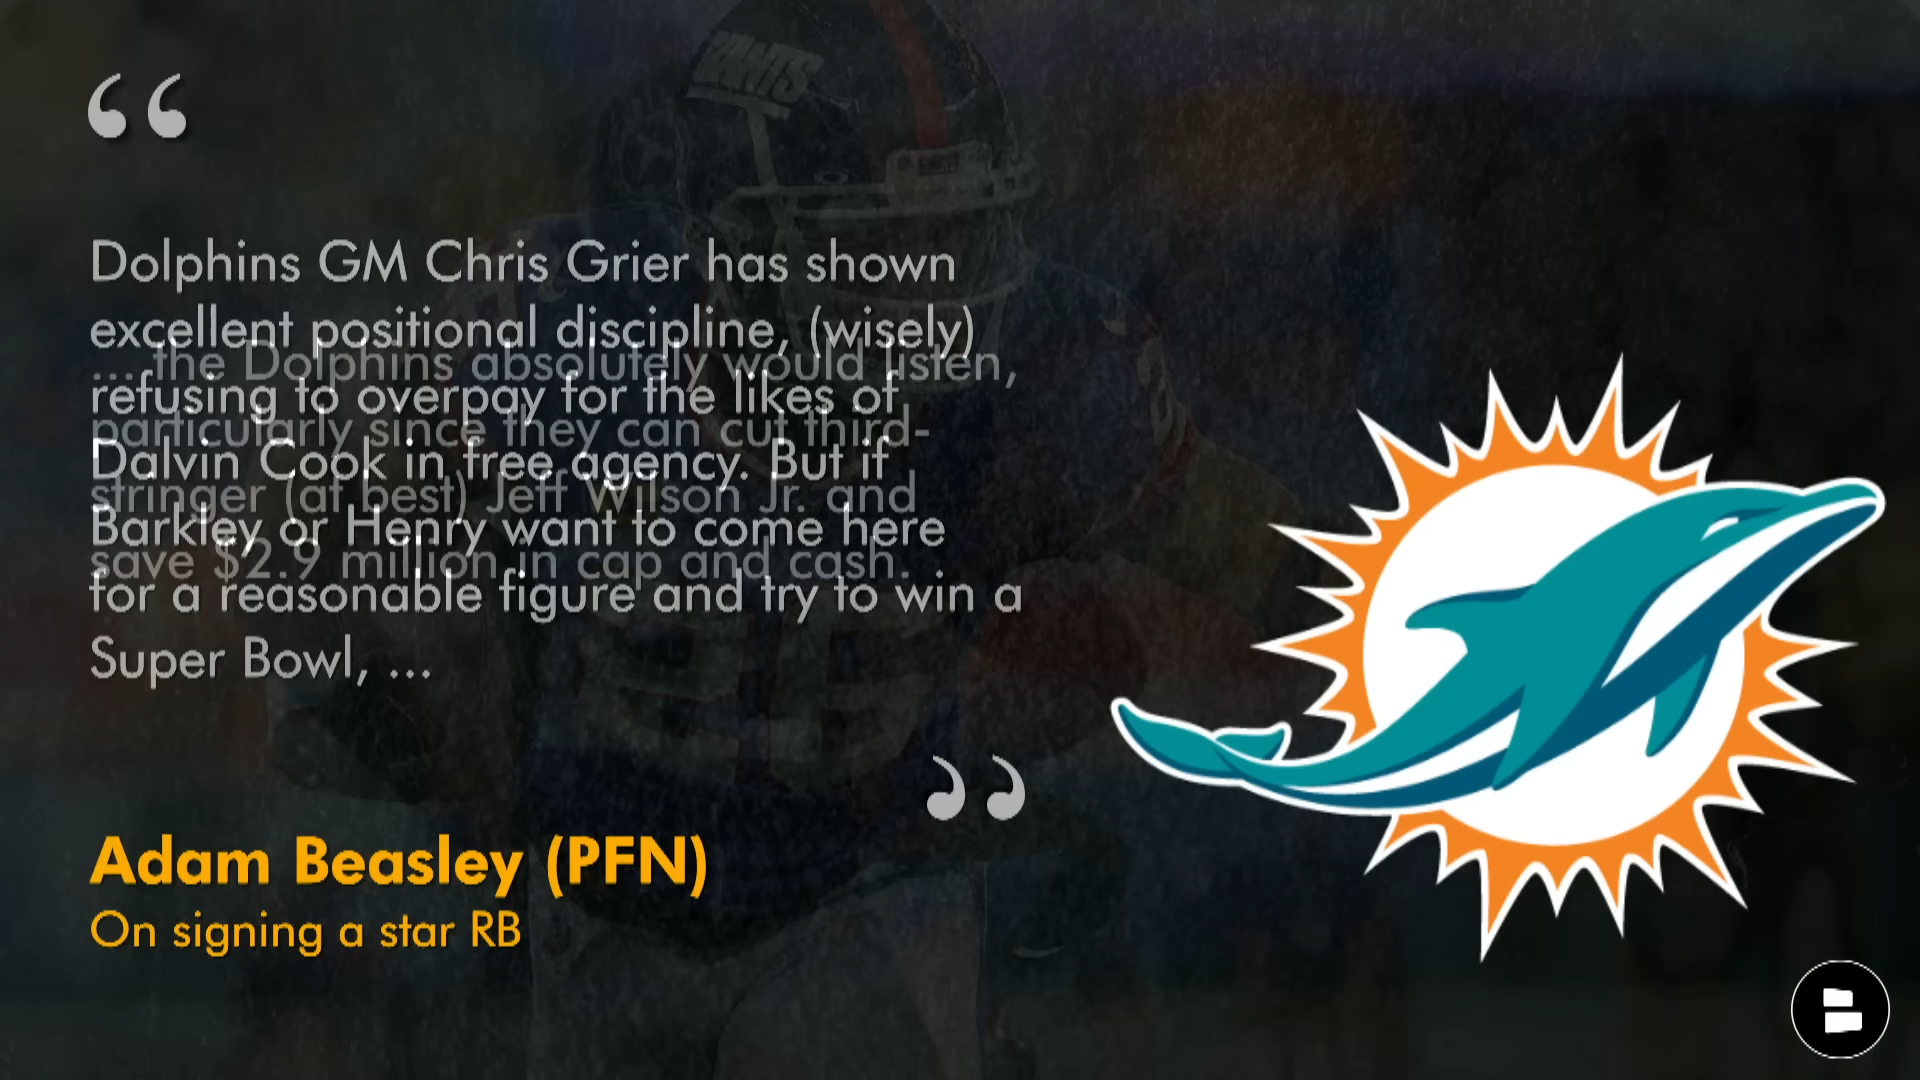 “
Dolphins GM Chris Grier has shown
excellent positional discipline, (wisely)
refusing to overpay for the likes of
Dalvin Cook in free agency. But if
Barkley or Henry want to come here
for a reasonable figure and try to win a
Super Bowl, ...
... the Dolphins absolutely would listen,
particularly since they can cut third-
stringer (at best) Jeff Wilson Jr. and
save $2.9 million in cap and cash. .
”
Adam Beasley (PFN)
On signing a star RB
GIANTS